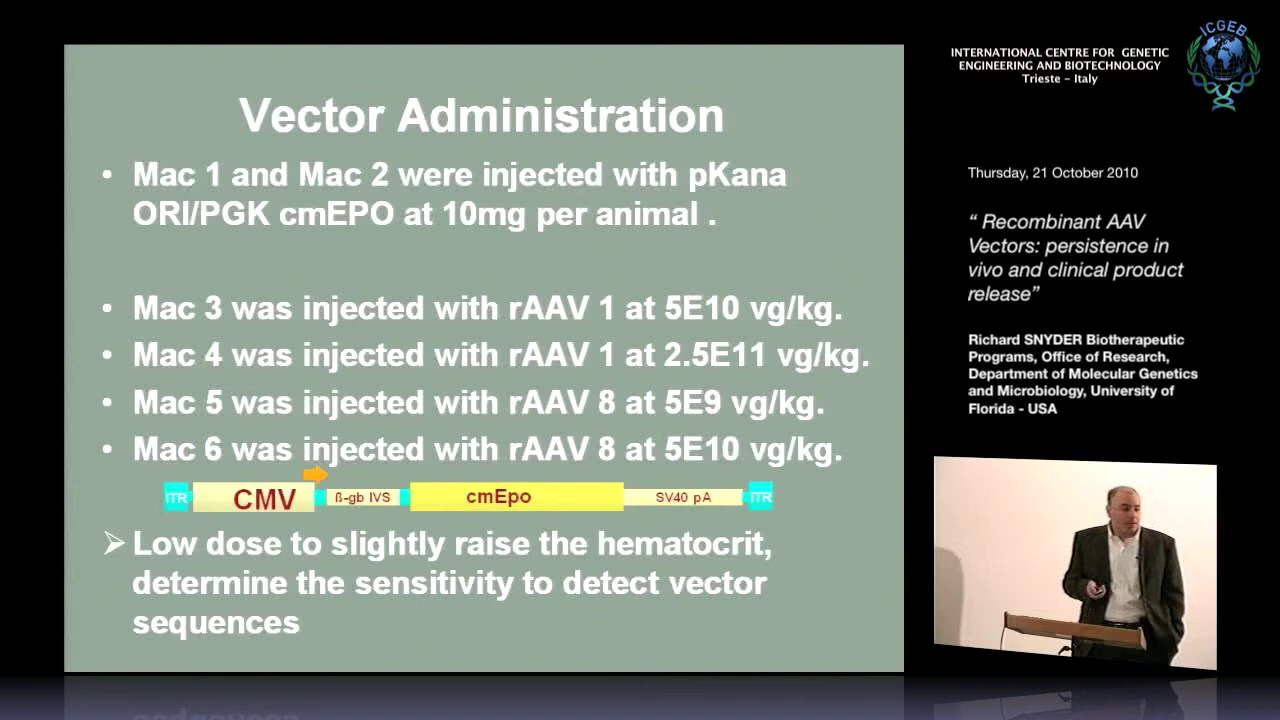 Vector Administration
• Mac 1 and Mac 2 were injected with pKana
ORI/PGK cmEPO at 10mg per animal .
• Mac 3 was injected with rAAV 1 at 5E10 vg/kg.
• Mac 4 was injected with rAAV 1 at 2.5E11 vg/kg.
• Mac 5 was injected with rAAV 8 at 5E9 vg/kg.
• Mac 6 was injected with rAAV 8 at 5E10 vg/kg.
ITR CMV ß-gb IVS cmEpo SV40 pA ITR
➢ Low dose to slightly raise the hematocrit,
determine the sensitivity to detect vector
sequences
INTERNATIONAL CENTRE FOR GENETIC
ENGINEERING AND BIOTECHNOLOGY
Trieste – Italy
ICGEB
Thursday, 21 October 2010
“ Recombinant AAV
Vectors: persistence in
vivo and clinical product
release”
Richard SNYDER Biotherapeutic
Programs, Office of Research,
Department of Molecular Genetics
and Microbiology, University of
Florida - USA